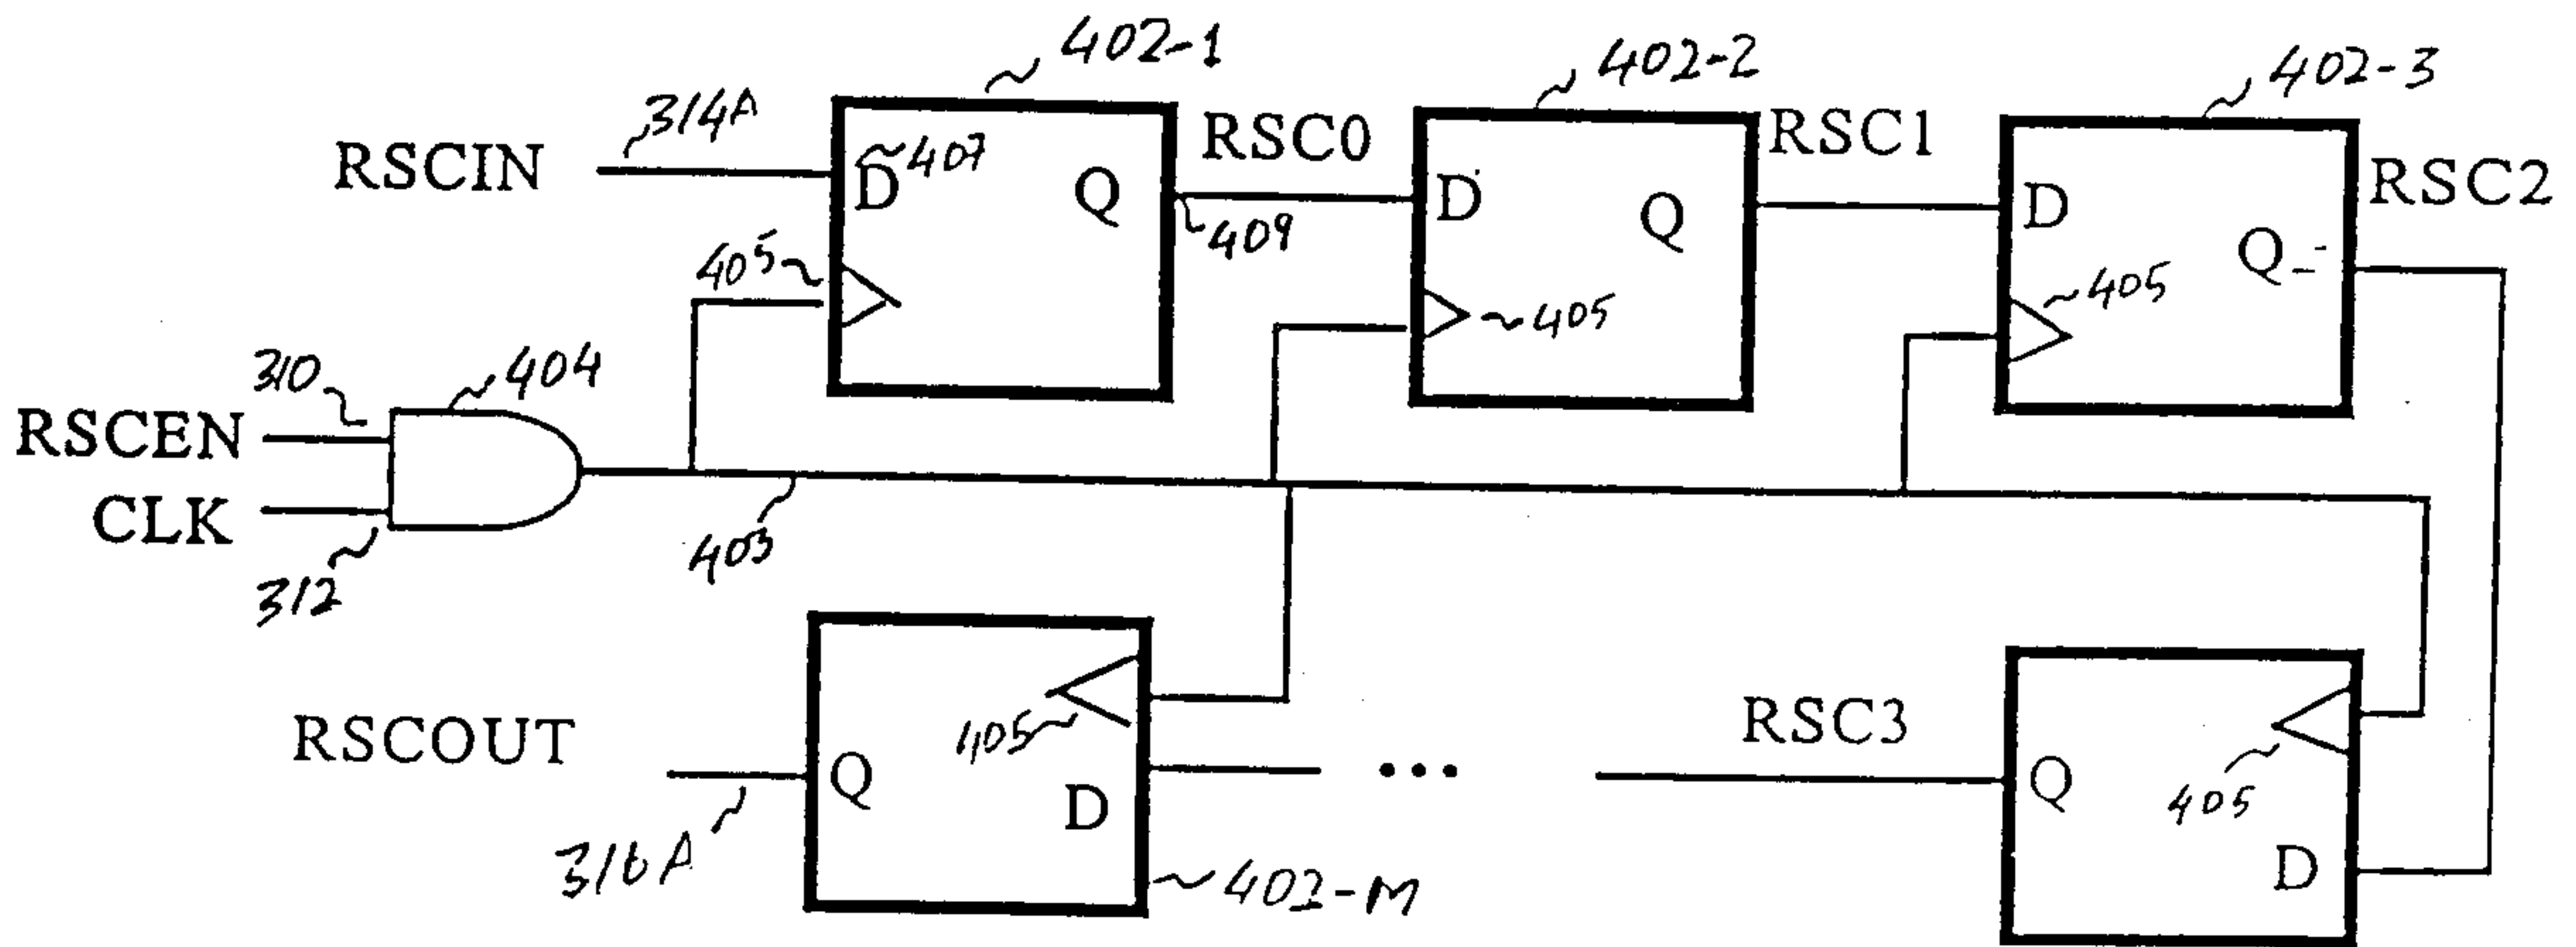 402-1
402-2
402-3
314A
RSCIN
407
D
Q
RSC0
409
D
Q
RSC1
D
Q
RSC2
405
405
405
310
404
RSCEN
CLK
312
403
RSCOUT
316A
Q
405
D
402-M
...
RSC3
Q
405
D